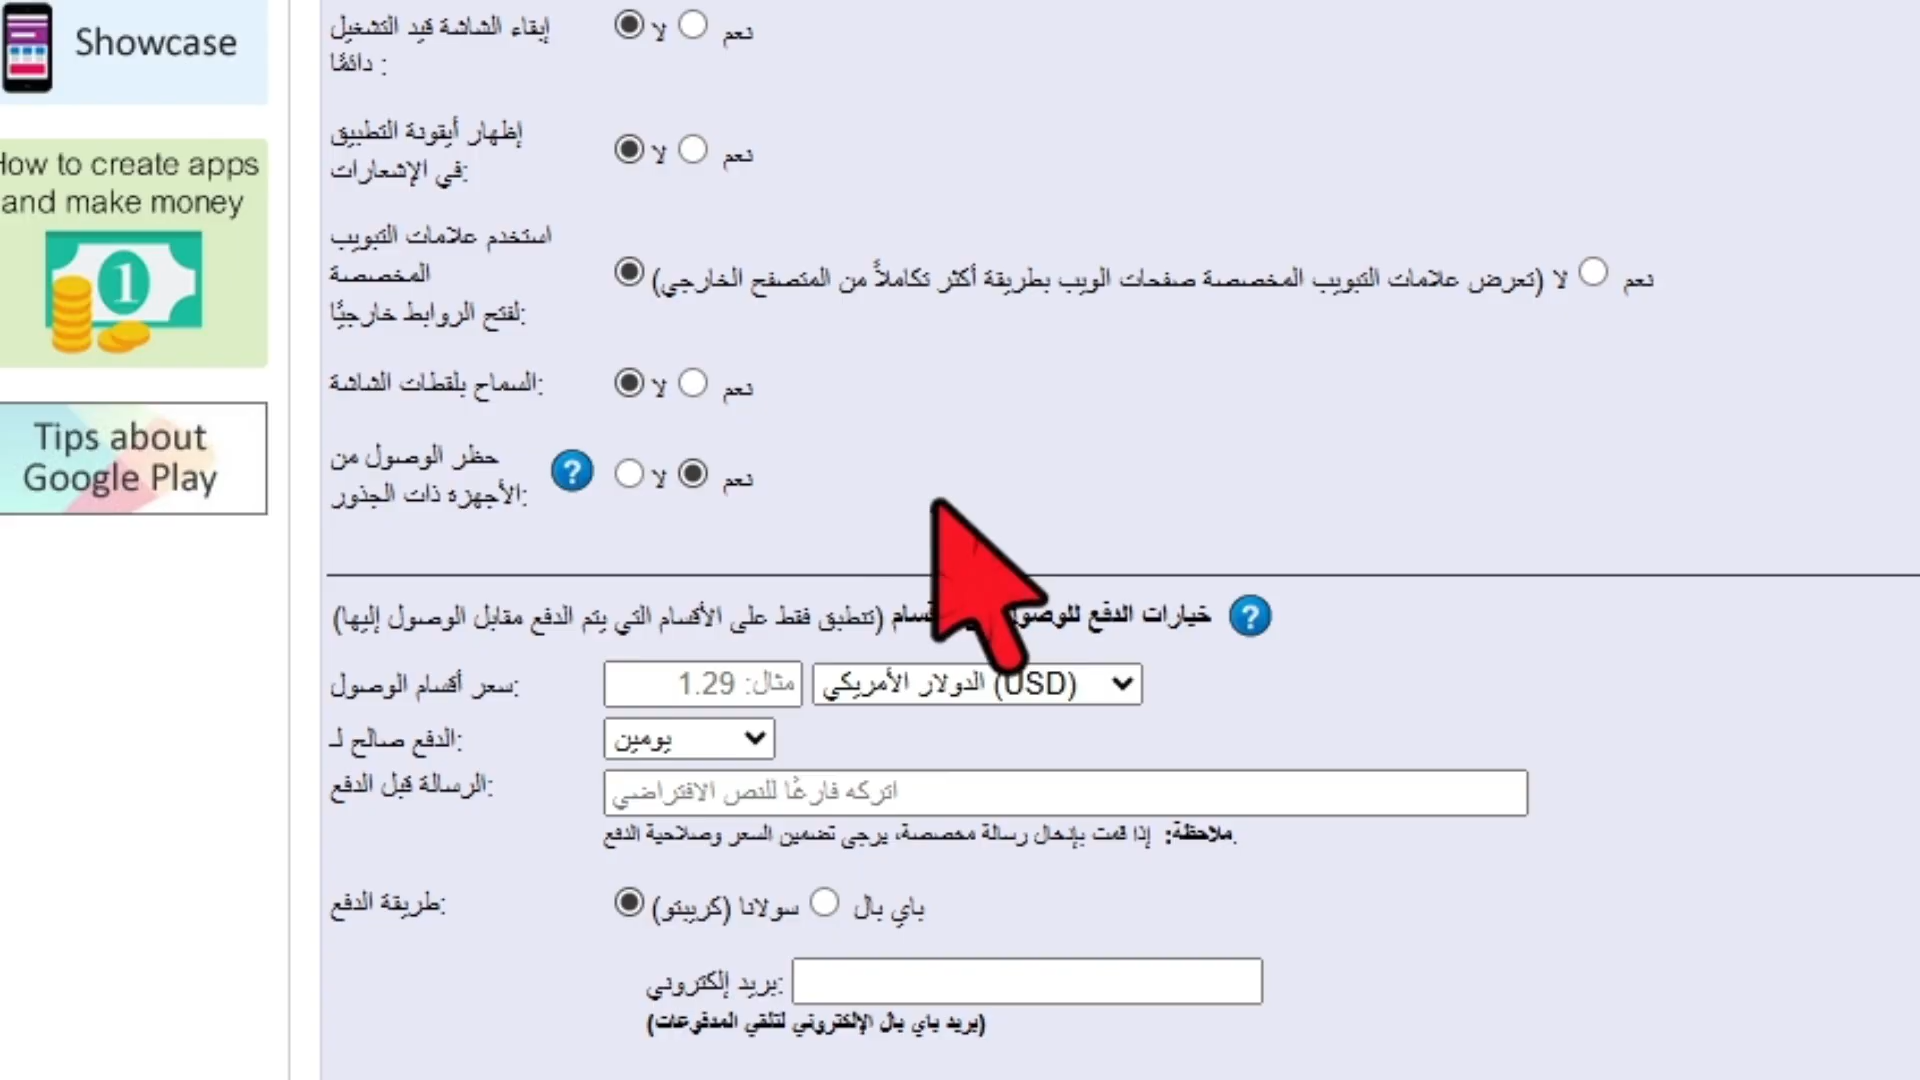 Showcase
How to create apps
and make money
1
Tips about
Google Play
إبقاء الشاشة قيد التشغيل
دائمًا :
لا نعم
إظهار أيقونة التطبيق
في الإشعارات:
لا نعم
استخدم علامات التبويب
المخصصة
لفتح الروابط خارجيًا:
لا (تعرض علامات التبويب المخصصة صفحات الويب بطريقة أكثر تكاملاً من المتصفح الخارجي) نعم
السماح بلقطات الشاشة:
لا نعم
حظر الوصول من
الأجهزه ذات الجذور:
? لا نعم
خيارات الدفع للوصول (تتطبق فقط على الأقسام التي يتم الدفع مقابل الوصول إليها) ?
سعر أقسام الوصول:
مثال: 1.29
(USD) الدولار الأمريكي
الدفع صالح لـ:
يومين
الرسالة قبل الدفع:
اتركه فارغًا للنص الافتراضي
ملاحظة: إذا قمت بإدخال رسالة مخصصة، يرجى تضمين السعر وصلاحية الدفع.
طريقة الدفع:
سولانا (كريبتو) باي بال
بريد إلكتروني:
(بريد باي بال الإلكتروني لتلقي المدفوعات)